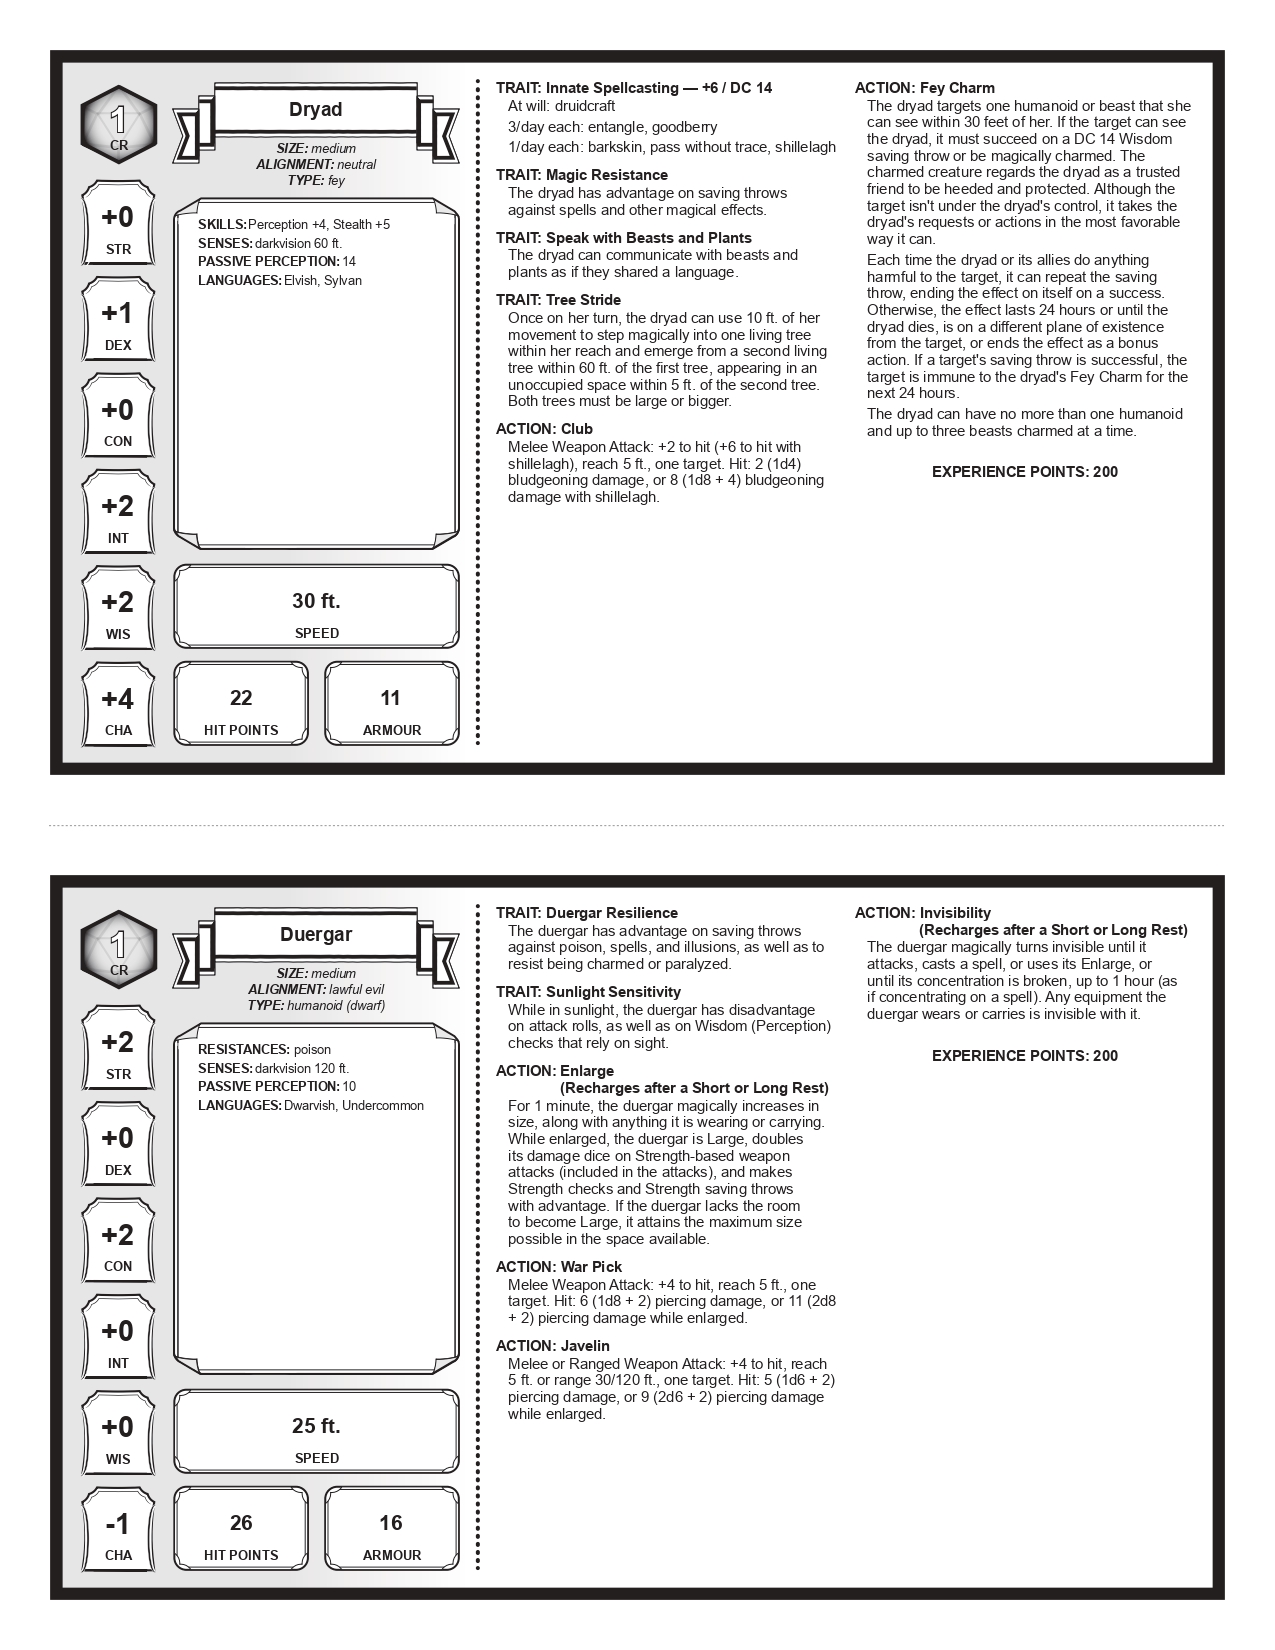 1
CR
Dryad
SIZE: medium
ALIGNMENT: neutral
TYPE: fey
+0
STR
+1
DEX
+0
CON
+2
INT
+2
WIS
+4
CHA
SKILLS: Perception +4, Stealth +5
SENSES: darkvision 60 ft.
PASSIVE PERCEPTION: 14
LANGUAGES: Elvish, Sylvan
30 ft.
SPEED
22
HIT POINTS
11
ARMOUR
TRAIT: Innate Spellcasting — +6 / DC 14
At will: druidcraft
3/day each: entangle, goodberry
1/day each: barkskin, pass without trace, shillelagh
TRAIT: Magic Resistance
The dryad has advantage on saving throws
against spells and other magical effects.
TRAIT: Speak with Beasts and Plants
The dryad can communicate with beasts and
plants as if they shared a language.
TRAIT: Tree Stride
Once on her turn, the dryad can use 10 ft. of her
movement to step magically into one living tree
within her reach and emerge from a second living
tree within 60 ft. of the first tree, appearing in an
unoccupied space within 5 ft. of the second tree.
Both trees must be large or bigger.
ACTION: Club
Melee Weapon Attack: +2 to hit (+6 to hit with
shillelagh), reach 5 ft., one target. Hit: 2 (1d4)
bludgeoning damage, or 8 (1d8 + 4) bludgeoning
damage with shillelagh.
ACTION: Fey Charm
The dryad targets one humanoid or beast that she
can see within 30 feet of her. If the target can see
the dryad, it must succeed on a DC 14 Wisdom
saving throw or be magically charmed. The
charmed creature regards the dryad as a trusted
friend to be heeded and protected. Although the
target isn't under the dryad's control, it takes the
dryad's requests or actions in the most favorable
way it can.
Each time the dryad or its allies do anything
harmful to the target, it can repeat the saving
throw, ending the effect on itself on a success.
Otherwise, the effect lasts 24 hours or until the
dryad dies, is on a different plane of existence
from the target, or ends the effect as a bonus
action. If a target's saving throw is successful, the
target is immune to the dryad's Fey Charm for the
next 24 hours.
The dryad can have no more than one humanoid
and up to three beasts charmed at a time.
EXPERIENCE POINTS: 200
1
CR
Duergar
SIZE: medium
ALIGNMENT: lawful evil
TYPE: humanoid (dwarf)
+2
STR
+0
DEX
+2
CON
+0
INT
+0
WIS
-1
CHA
RESISTANCES: poison
SENSES: darkvision 120 ft.
PASSIVE PERCEPTION: 10
LANGUAGES: Dwarvish, Undercommon
25 ft.
SPEED
26
HIT POINTS
16
ARMOUR
TRAIT: Duergar Resilience
The duergar has advantage on saving throws
against poison, spells, and illusions, as well as to
resist being charmed or paralyzed.
TRAIT: Sunlight Sensitivity
While in sunlight, the duergar has disadvantage
on attack rolls, as well as on Wisdom (Perception)
checks that rely on sight.
ACTION: Enlarge
(Recharges after a Short or Long Rest)
For 1 minute, the duergar magically increases in
size, along with anything it is wearing or carrying.
While enlarged, the duergar is Large, doubles
its damage dice on Strength-based weapon
attacks (included in the attacks), and makes
Strength checks and Strength saving throws
with advantage. If the duergar lacks the room
to become Large, it attains the maximum size
possible in the space available.
ACTION: War Pick
Melee Weapon Attack: +4 to hit, reach 5 ft., one
target. Hit: 6 (1d8 + 2) piercing damage, or 11 (2d8
+ 2) piercing damage while enlarged.
ACTION: Javelin
Melee or Ranged Weapon Attack: +4 to hit, reach
5 ft. or range 30/120 ft., one target. Hit: 5 (1d6 + 2)
piercing damage, or 9 (2d6 + 2) piercing damage
while enlarged.
ACTION: Invisibility
(Recharges after a Short or Long Rest)
The duergar magically turns invisible until it
attacks, casts a spell, or uses its Enlarge, or
until its concentration is broken, up to 1 hour (as
if concentrating on a spell). Any equipment the
duergar wears or carries is invisible with it.
EXPERIENCE POINTS: 200